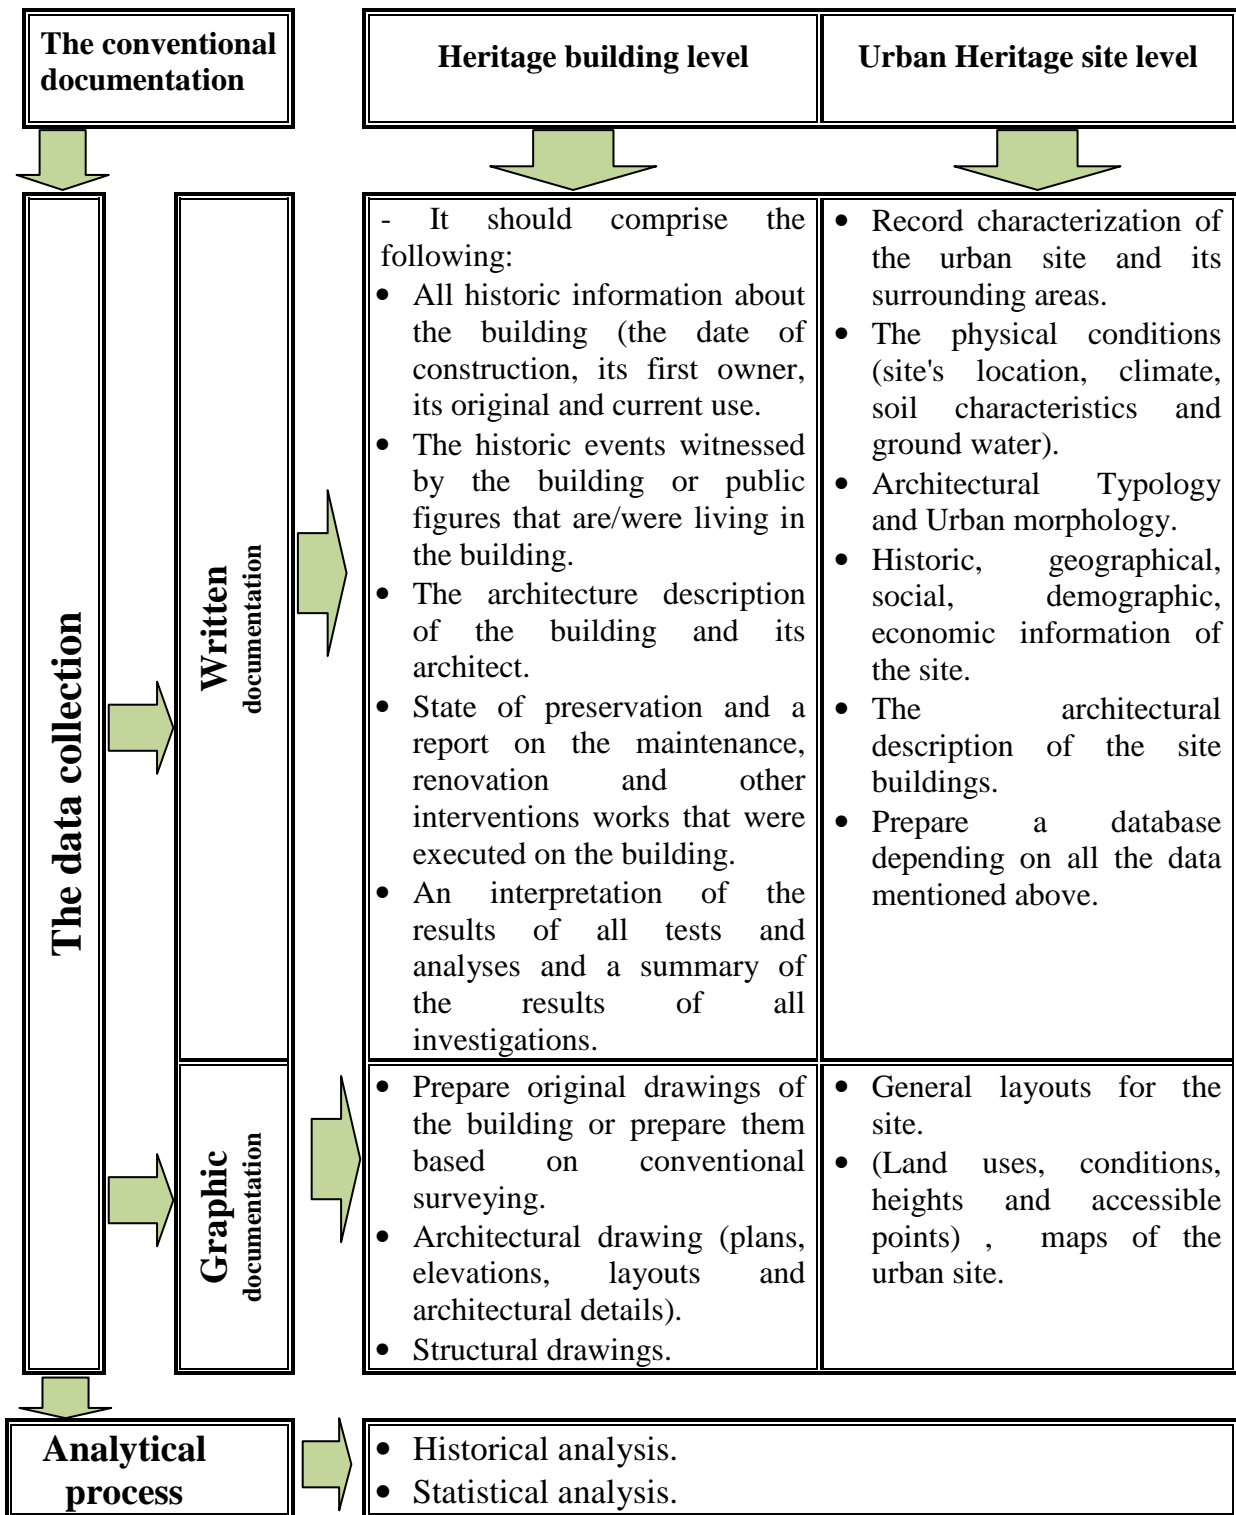 The conventional
documentation
Heritage building level
Urban Heritage site level
The data collection
Written
documentation
- It should comprise the
following:
• All historic information about
the building (the date of
construction, its first owner,
its original and current use.
• The historic events witnessed
by the building or public
figures that are/were living in
the building.
• The architecture description
of the building and its
architect.
• State of preservation and a
report on the maintenance,
renovation and other
interventions works that were
executed on the building.
• An interpretation of the
results of all tests and
analyses and a summary of
the results of all
investigations.
• Record characterization of
the urban site and its
surrounding areas.
• The physical conditions
(site's location, climate,
soil characteristics and
ground water).
• Architectural Typology
and Urban morphology.
• Historic, geographical,
social, demographic,
economic information of
the site.
• The architectural
description of the site
buildings.
• Prepare a database
depending on all the data
mentioned above.
Graphic
documentation
• Prepare original drawings of
the building or prepare them
based on conventional
surveying.
• Architectural drawing (plans,
elevations, layouts and
architectural details).
• Structural drawings.
• General layouts for the
site.
• (Land uses, conditions,
heights and accessible
points) , maps of the
urban site.
Analytical
process
• Historical analysis.
• Statistical analysis.